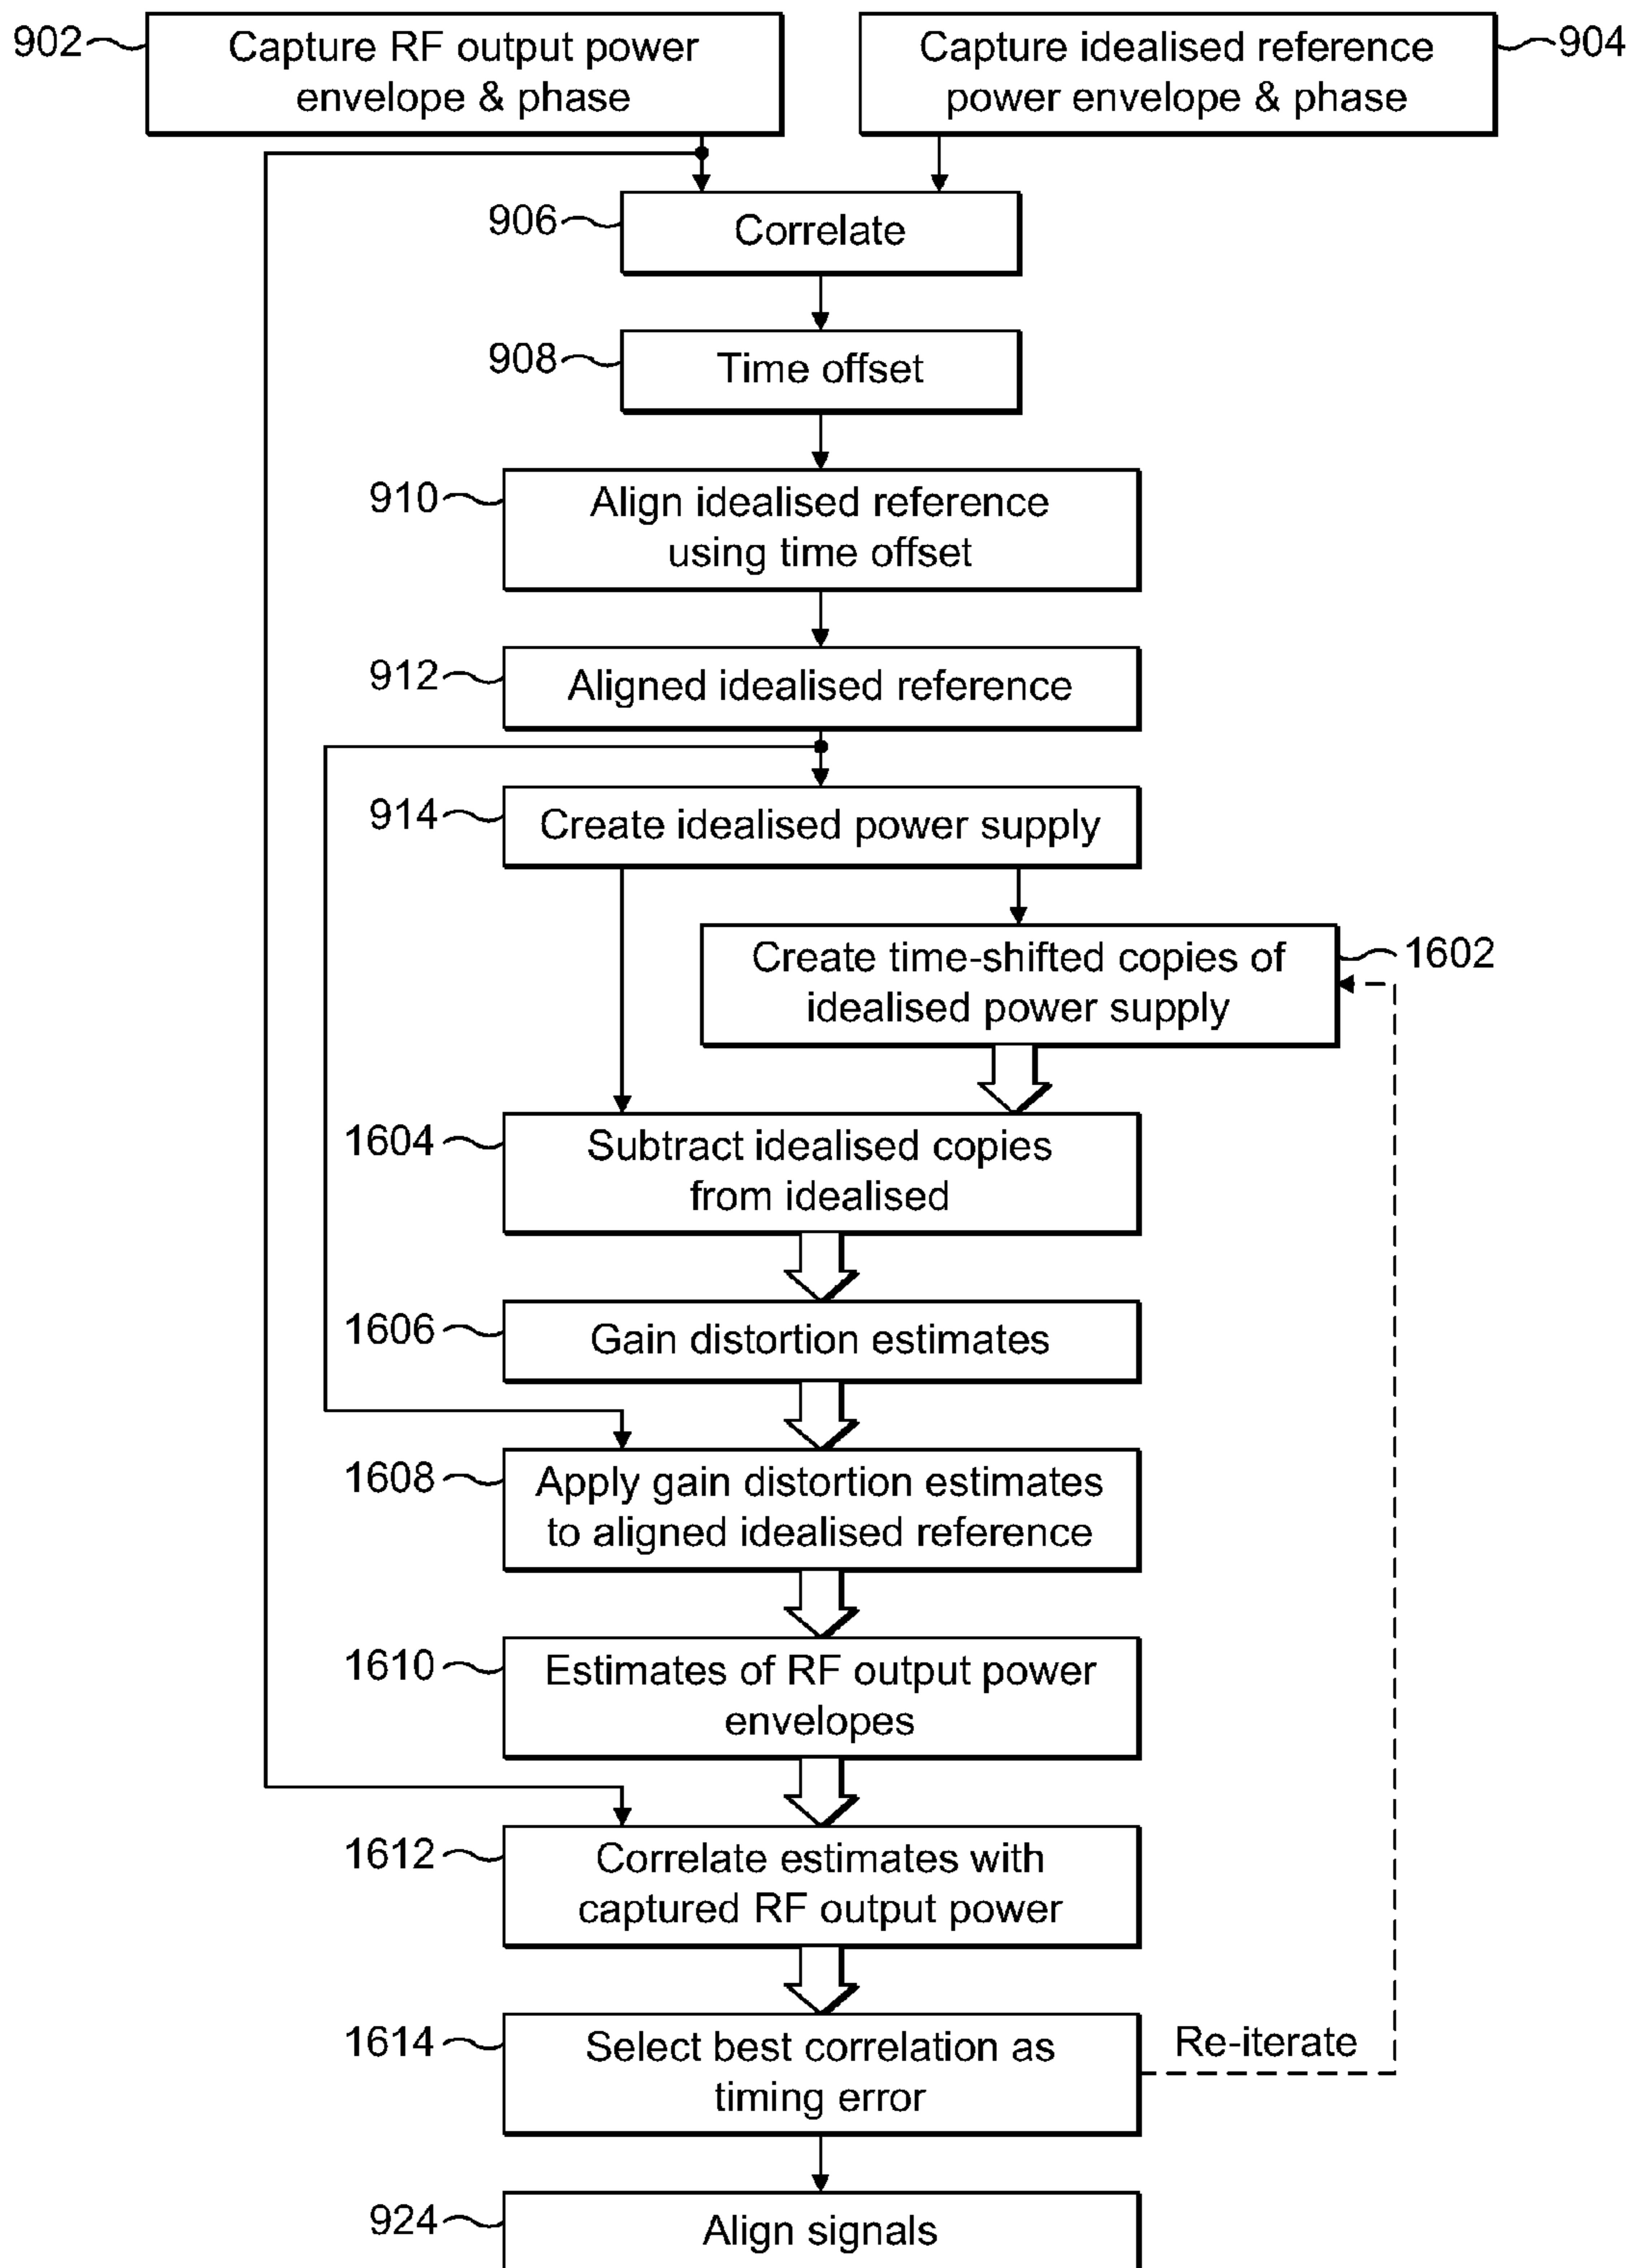 902
Capture RF output power
envelope & phase
Capture idealised reference
power envelope & phase
904
906
Correlate
908
Time offset
910
Align idealised reference
using time offset
912
Aligned idealised reference
914
Create idealised power supply
Create time-shifted copies of
idealised power supply
1602
1604
Subtract idealised copies
from idealised
1606
Gain distortion estimates
1608
Apply gain distortion estimates
to aligned idealised reference
1610
Estimates of RF output power
envelopes
1612
Correlate estimates with
captured RF output power
1614
Select best correlation as
timing error
Re-iterate
924
Align signals